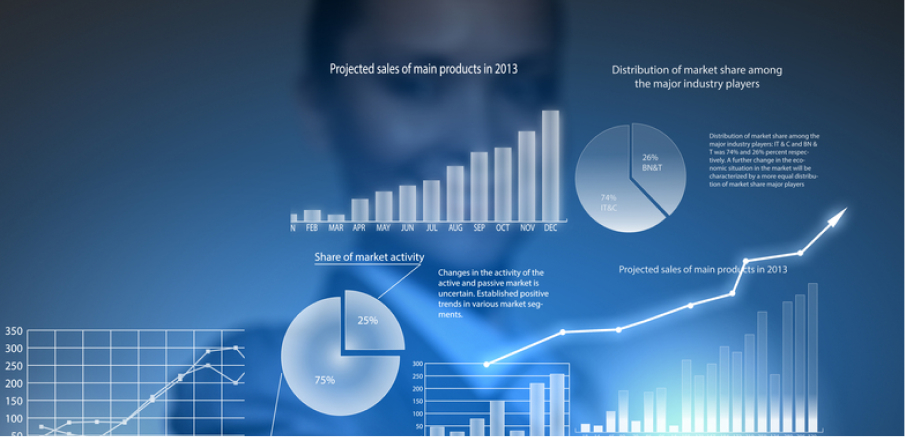 Projected sales of main products in 2013
N FEB MAR APR MAY JUN JUL AUG SEP OCT NOV DEC
Distribution of market share among
the major industry players
26%
BN&T
74%
IT&C
Distribution of market share among the
major industry players: IT & C and BN &
T was 74% and 26% percent respec-
tively. A further change in the eco-
nomic situation in the market will be
characterized by a more equal distribu-
tion of market share major players
Share of market activity
25%
75%
Changes in the activity of the
active and passive market is
uncertain. Established positive
trends in various market seg-
ments.
Projected sales of main products in 2013
350
300
250
200
150
100
50
300
250
200
150
100
50